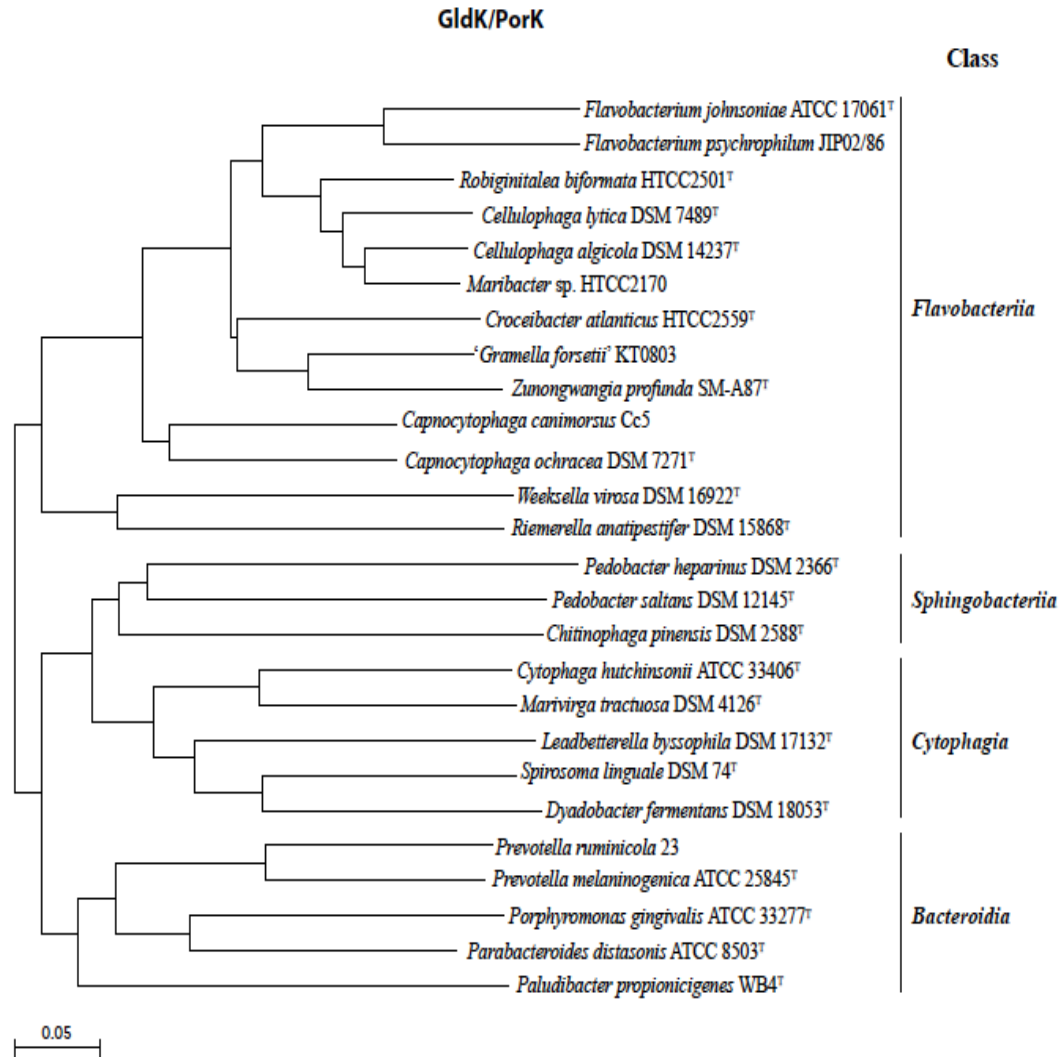 GldK/PorK
Class
Flavobacterium johnsoniae ATCC 17061ᵀ
Flavobacterium psychrophilum JIP02/86
Robiginitalea biformata HTCC2501ᵀ
Cellulophaga lytica DSM 7489ᵀ
Cellulophaga algicola DSM 14237ᵀ
Maribacter sp. HTCC2170
Croceibacter atlanticus HTCC2559ᵀ
Flavobacteriia
‘Gramella forsetii’ KT0803
Zunongwangia profunda SM-A87ᵀ
Capnocytophaga canimorsus Cc5
Capnocytophaga ochracea DSM 7271ᵀ
Weeksella virosa DSM 16922ᵀ
Riemerella anatipestifer DSM 15868ᵀ
Pedobacter heparinus DSM 2366ᵀ
Pedobacter saltans DSM 12145ᵀ
Sphingobacteriia
Chitinophaga pinensis DSM 2588ᵀ
Cytophaga hutchinsonii ATCC 33406ᵀ
Marivirga tractuosa DSM 4126ᵀ
Leadbetterella byssophila DSM 17132ᵀ
Cytophagia
Spirosoma linguale DSM 74ᵀ
Dyadobacter fermentans DSM 18053ᵀ
Prevotella ruminicola 23
Prevotella melaninogenica ATCC 25845ᵀ
Porphyromonas gingivalis ATCC 33277ᵀ
Bacteroidia
Parabacteroides distasonis ATCC 8503ᵀ
Paludibacter propionicigenes WB4ᵀ
0.05